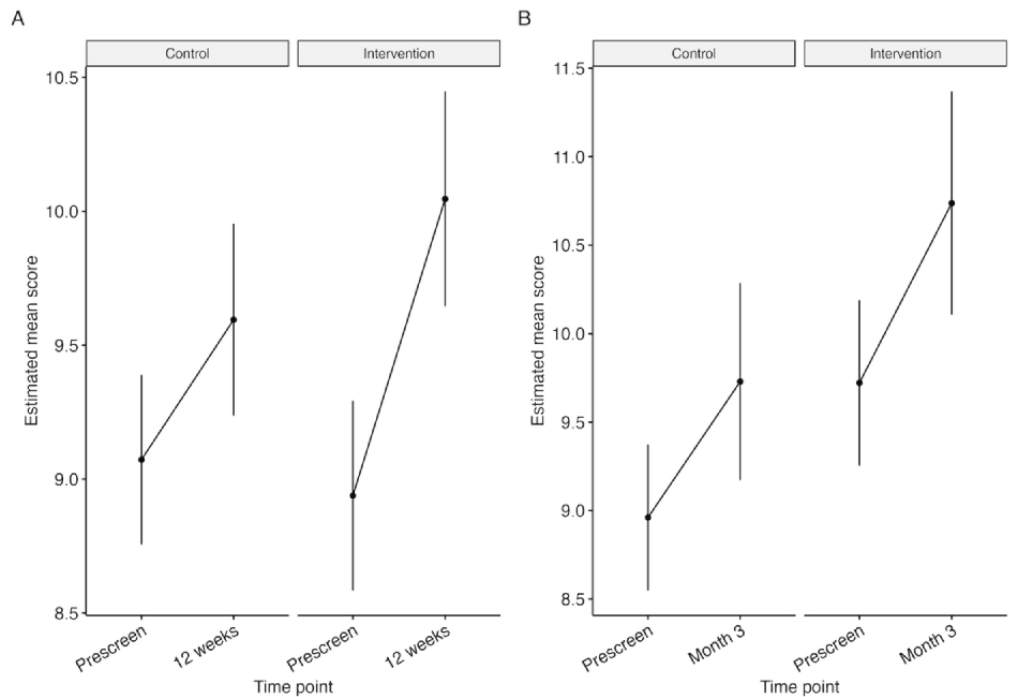 A
Control
Intervention
Estimated mean score
10.5
10.0
9.5
9.0
8.5
Prescreen
12 weeks
Prescreen
12 weeks
Time point
B
Control
Intervention
Estimated mean score
11.5
11.0
10.5
10.0
9.5
9.0
8.5
Prescreen
Month 3
Prescreen
Month 3
Time point